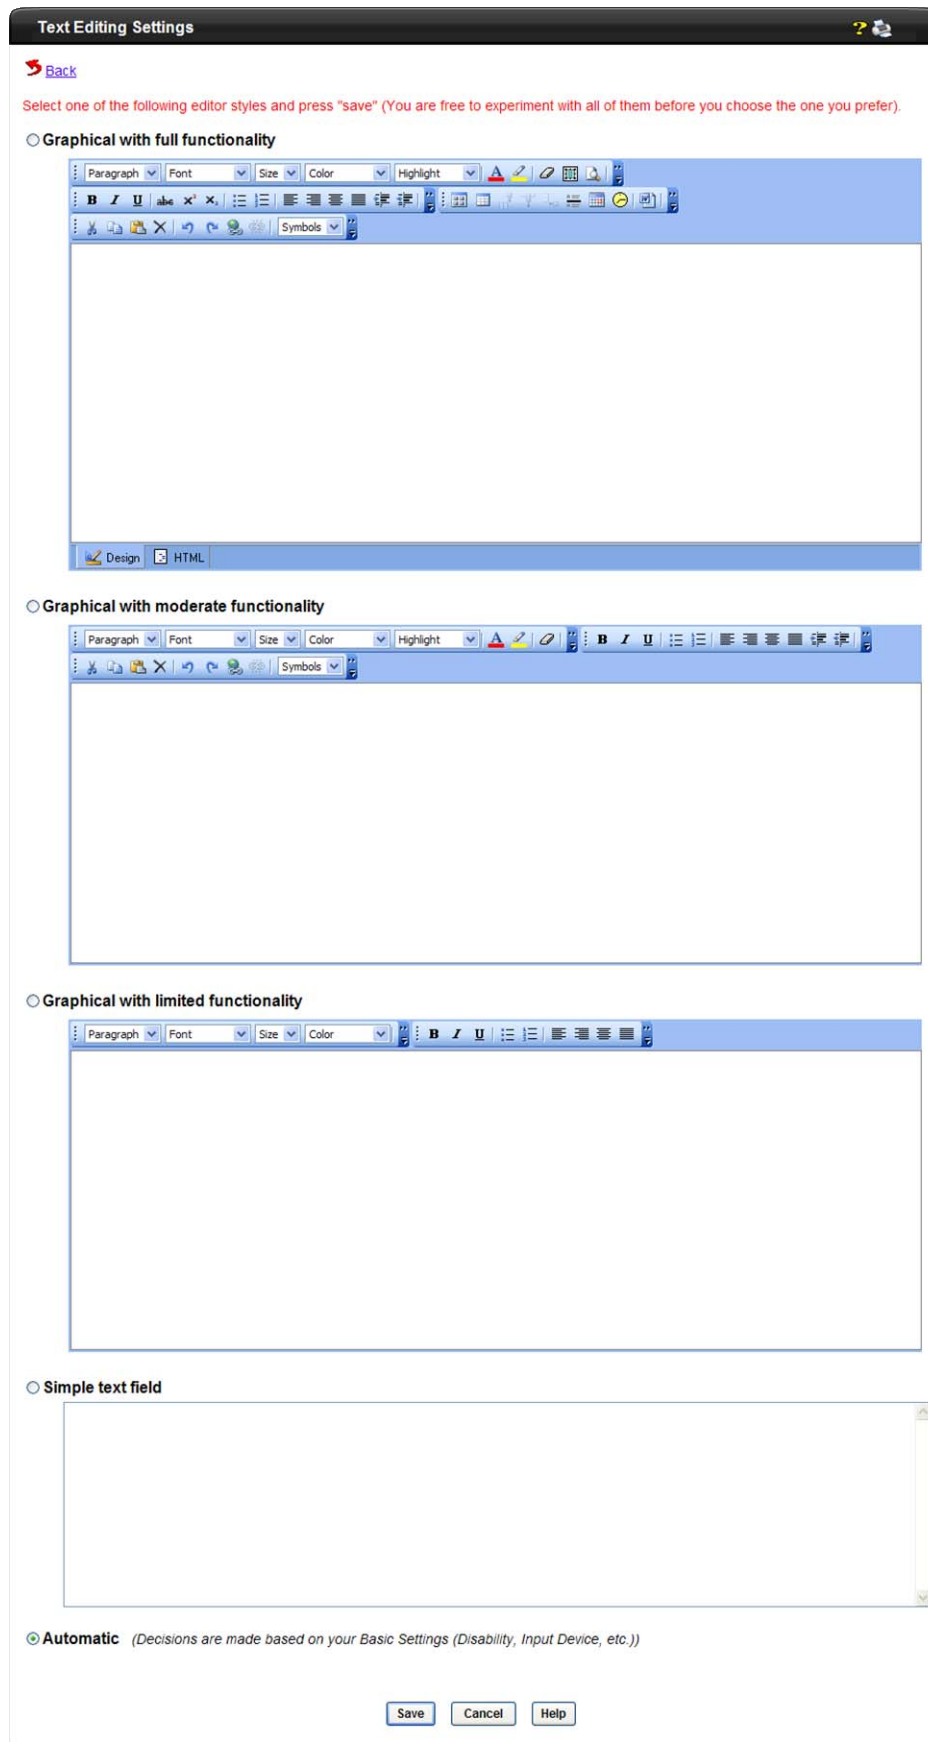 Text Editing Settings ?
Back
Select one of the following editor styles and press "save" (You are free to experiment with all of them before you choose the one you prefer).
Graphical with full functionality
Paragraph Font Size Color Highlight A
B I U abc x² x₂
Symbols
Design HTML
Graphical with moderate functionality
Paragraph Font Size Color Highlight A B I U
Symbols
Graphical with limited functionality
Paragraph Font Size Color B I U
Simple text field
Automatic (Decisions are made based on your Basic Settings (Disability, Input Device, etc.))
Save Cancel Help